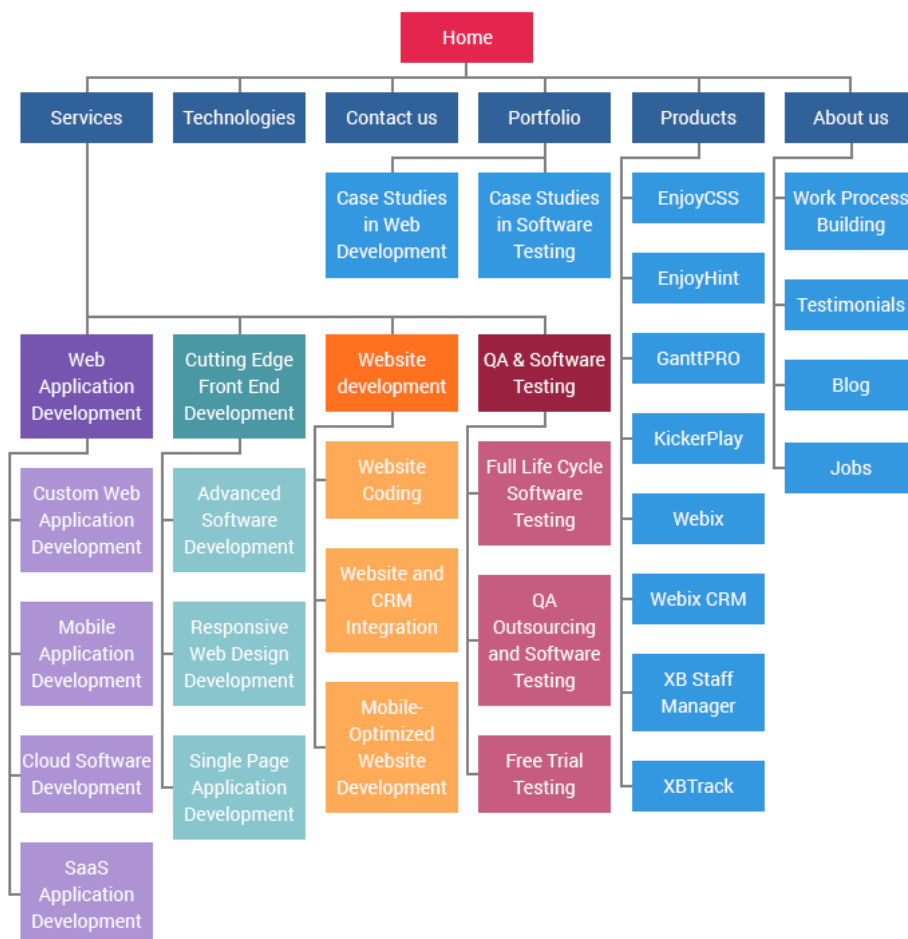 Home
Services
Technologies
Contact us
Portfolio
Products
About us
Case Studies
in Web
Development
Case Studies
in Software
Testing
EnjoyCSS
EnjoyHint
GanttPRO
KickerPlay
Webix
Webix CRM
XB Staff
Manager
XBTrack
Work Process
Building
Testimonials
Blog
Jobs
Web
Application
Development
Custom Web
Application
Development
Mobile
Application
Development
Cloud Software
Development
SaaS
Application
Development
Cutting Edge
Front End
Development
Advanced
Software
Development
Responsive
Web Design
Development
Single Page
Application
Development
Website
development
Website
Coding
Website and
CRM
Integration
Mobile-
Optimized
Website
Development
QA & Software
Testing
Full Life Cycle
Software
Testing
QA
Outsourcing
and Software
Testing
Free Trial
Testing